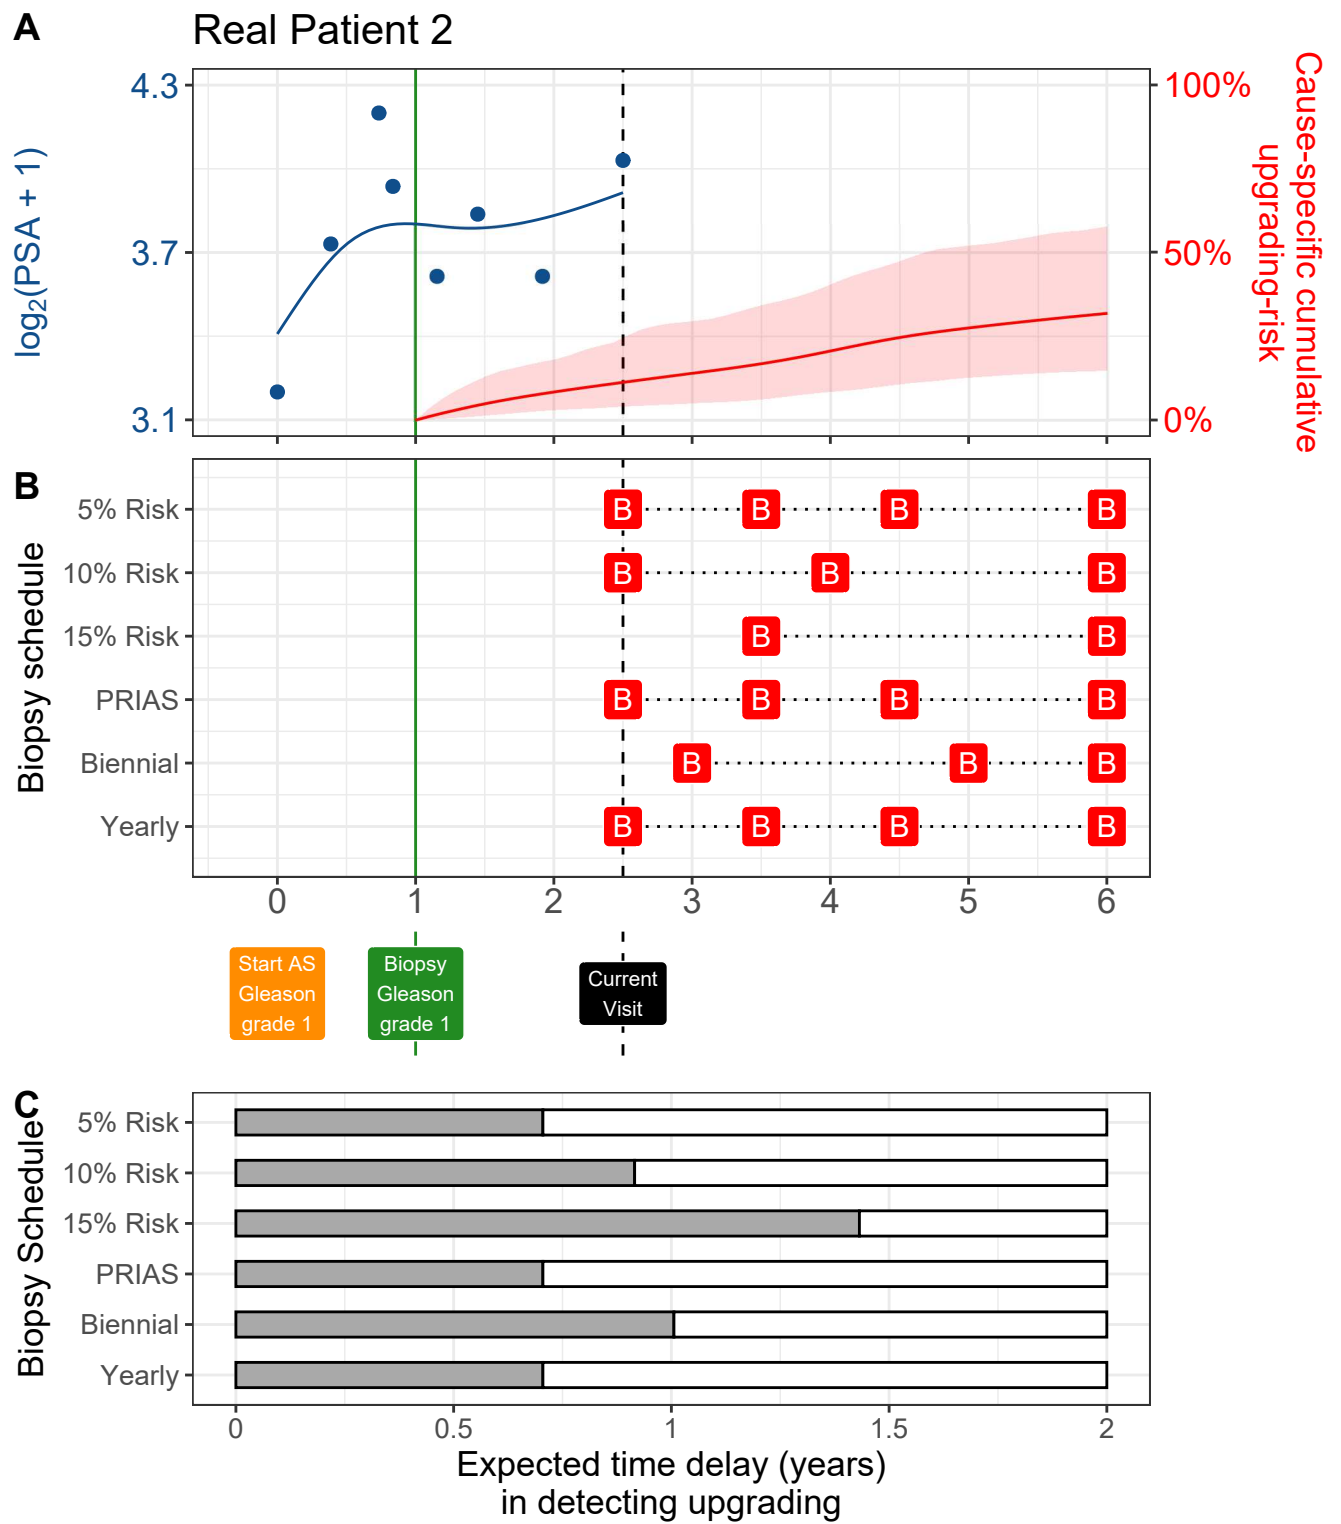 A
Real Patient 2
log₂(PSA + 1)
4.3
3.7
3.1
100%
50%
0%
Cause-specific cumulative
upgrading-risk
B
Biopsy schedule
5% Risk B B B B
10% Risk B B B
15% Risk B B
PRIAS B B B B
Biennial B B B
Yearly B B B B
0 1 2 3 4 5 6
Start AS
Gleason
grade 1
Biopsy
Gleason
grade 1
Current
Visit
C
Biopsy Schedule
5% Risk
10% Risk
15% Risk
PRIAS
Biennial
Yearly
0 0.5 1 1.5 2
Expected time delay (years)
in detecting upgrading